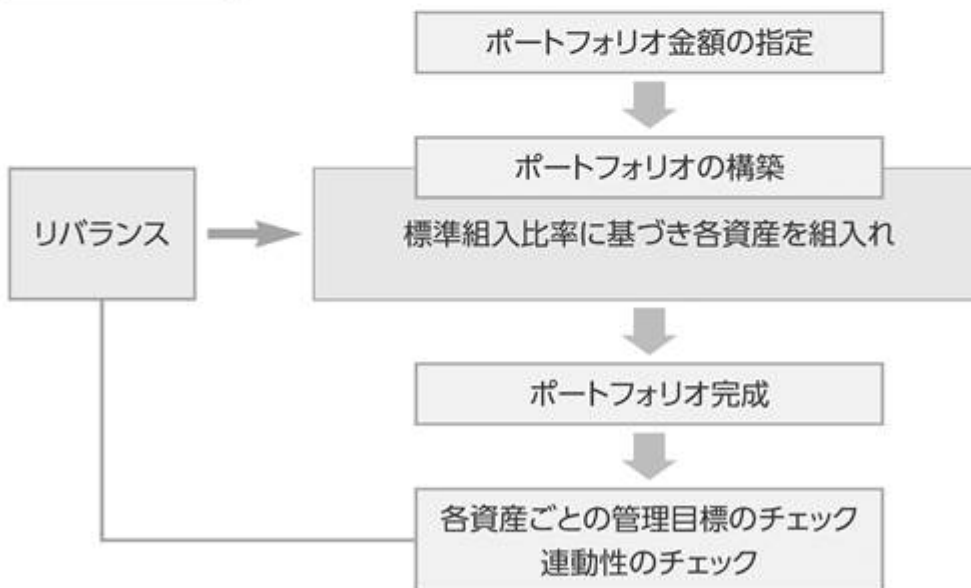 ポートフォリオ金額の指定
ポートフォリオの構築
リバランス
標準組入比率に基づき各資産を組入れ
ポートフォリオ完成
各資産ごとの管理目標のチェック
連動性のチェック